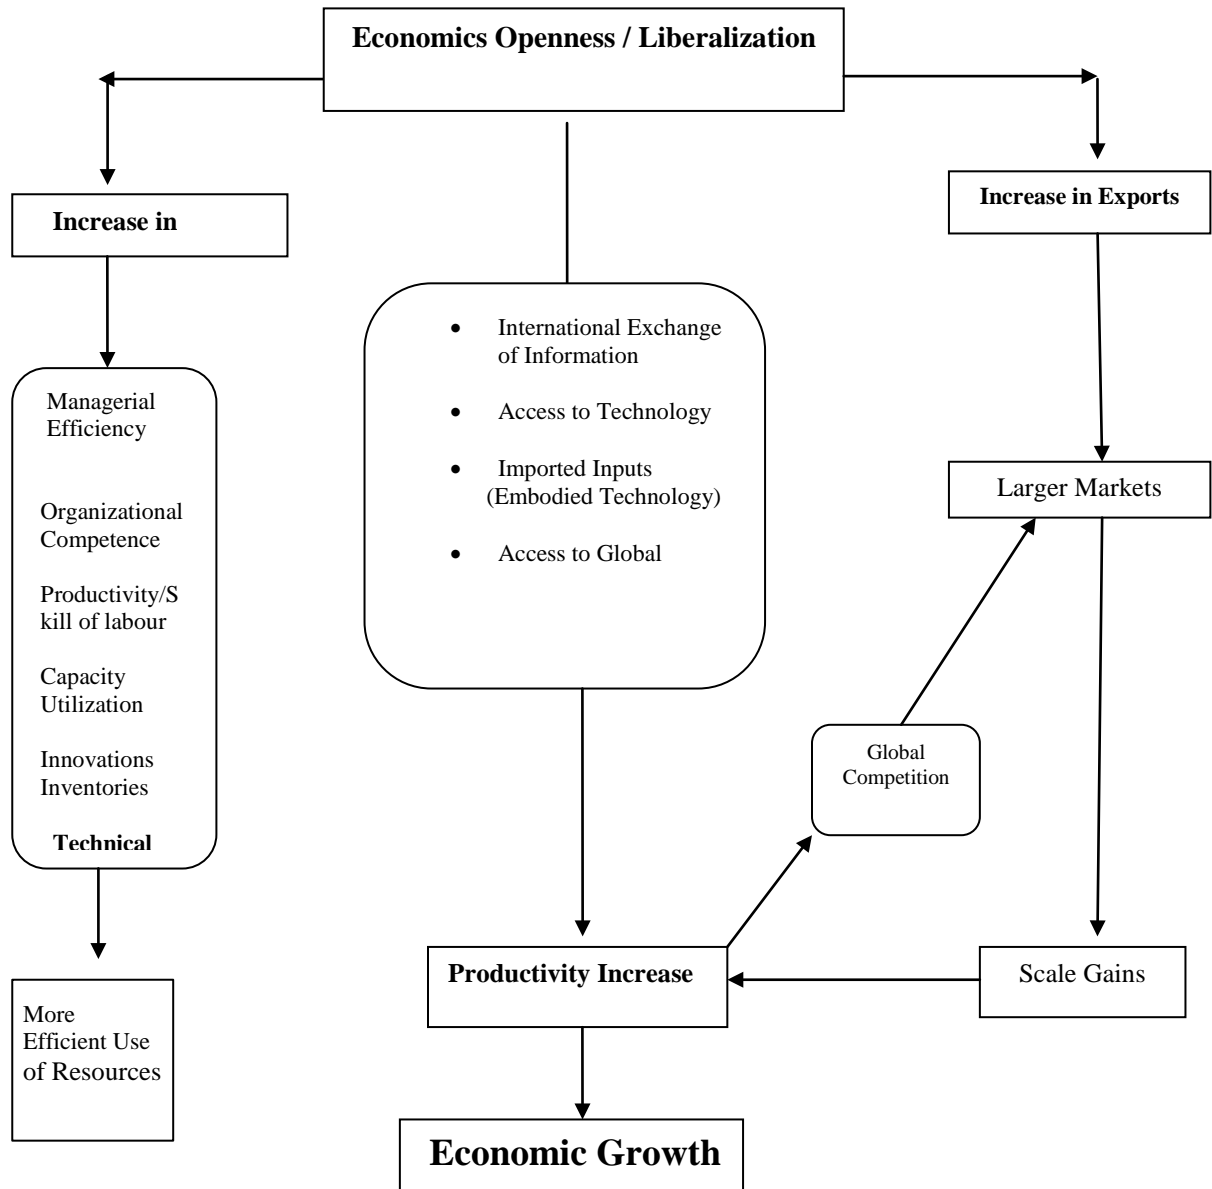 Economics Openness / Liberalization
Increase in
Increase in Exports
• International Exchange
of Information
• Access to Technology
• Imported Inputs
(Embodied Technology)
• Access to Global
Managerial
Efficiency
Organizational
Competence
Productivity/S
kill of labour
Capacity
Utilization
Innovations
Inventories
Technical
Larger Markets
Global
Competition
Productivity Increase
Scale Gains
More
Efficient Use
of Resources
Economic Growth